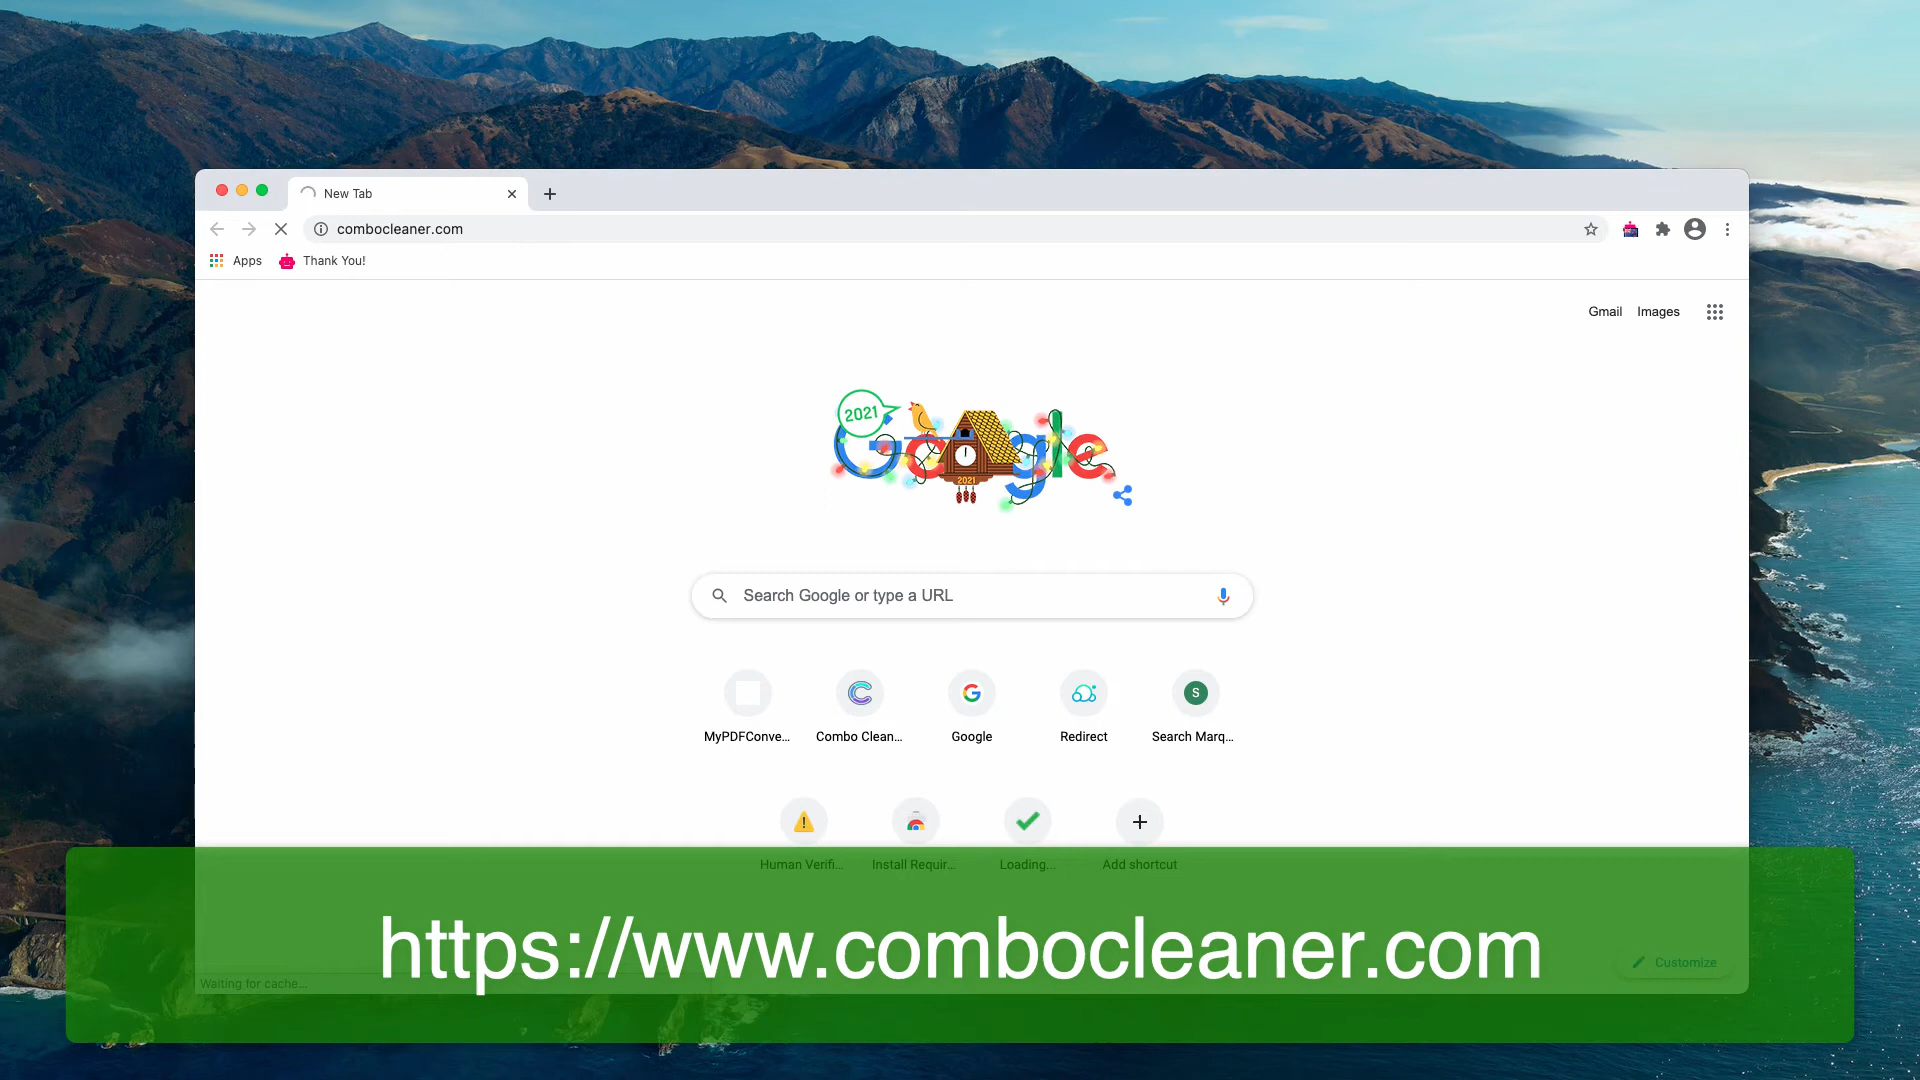 New Tab
combocleaner.com
Apps
Thank You!
Gmail
Images
2021
Google
2021
Search Google or type a URL
MyPDFConve...
Combo Clean...
Google
Redirect
S
Search Marq...
Human Verifi...
Install Requir...
Loading...
Add shortcut
https://www.combocleaner.com
Customize
Waiting for cache...